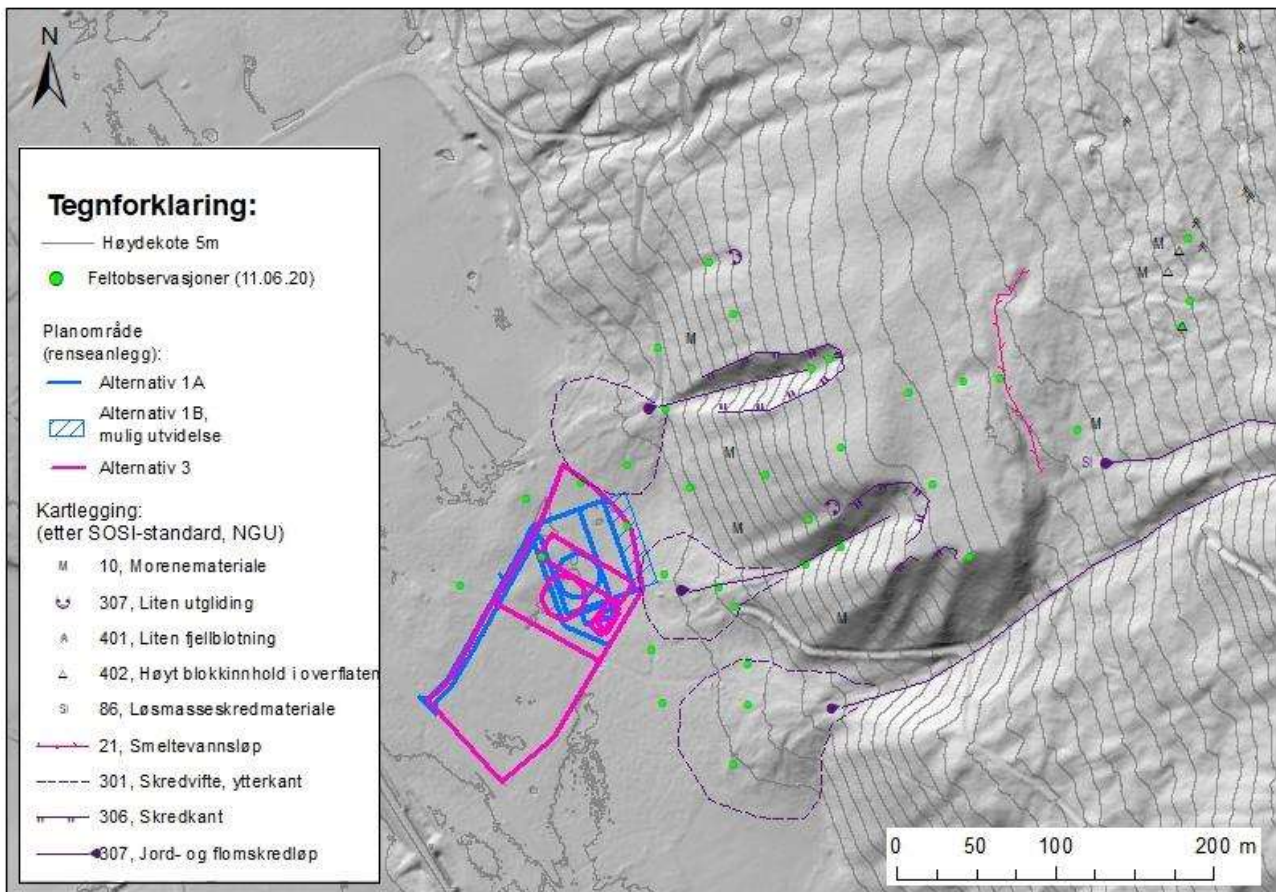 N
Tegnforklaring:
Høydekote 5m
Feltobservasjoner (11.06.20)
Planområde
(renseanlegg):
Alternativ 1A
Alternativ 1B,
mulig utvidelse
Alternativ 3
Kartlegging:
(etter SOSI-standard, NGU)
M 10, Morenemateriale
307, Liten utgliding
401, Liten fjellblotning
402, Høyt blokkinnhold i overflaten
SI 86, Løsmasseskredmateriale
21, Smeltevannsløp
301, Skredvifte, ytterkant
306, Skredkant
307, Jord- og flomskredløp
M
M
M
M
SI
M
M
M
0 50 100 200 m